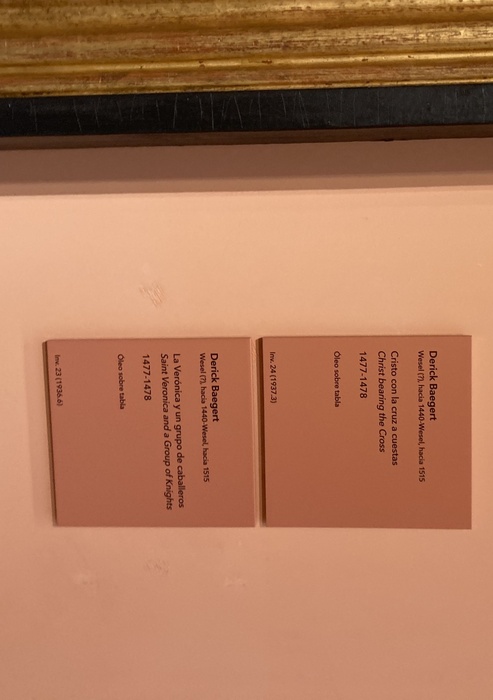 Derick Baegert
Wesel (?), hacia 1440-Wesel, hacia 1515
Cristo con la cruz a cuestas
Christ bearing the Cross
1477-1478
Óleo sobre tabla
Inv. 24 (1937.3)
Derick Baegert
Wesel (?), hacia 1440-Wesel, hacia 1515
La Verónica y un grupo de caballeros
Saint Veronica and a Group of Knights
1477-1478
Óleo sobre tabla
Inv. 23 (1936.6)